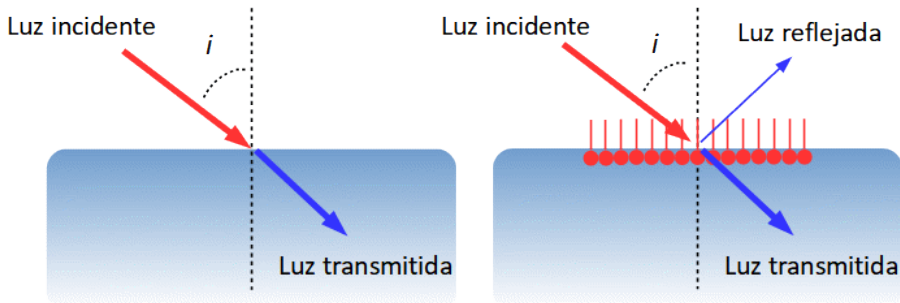 Luz incidente
i
Luz transmitida
Luz incidente
i
Luz reflejada
Luz transmitida